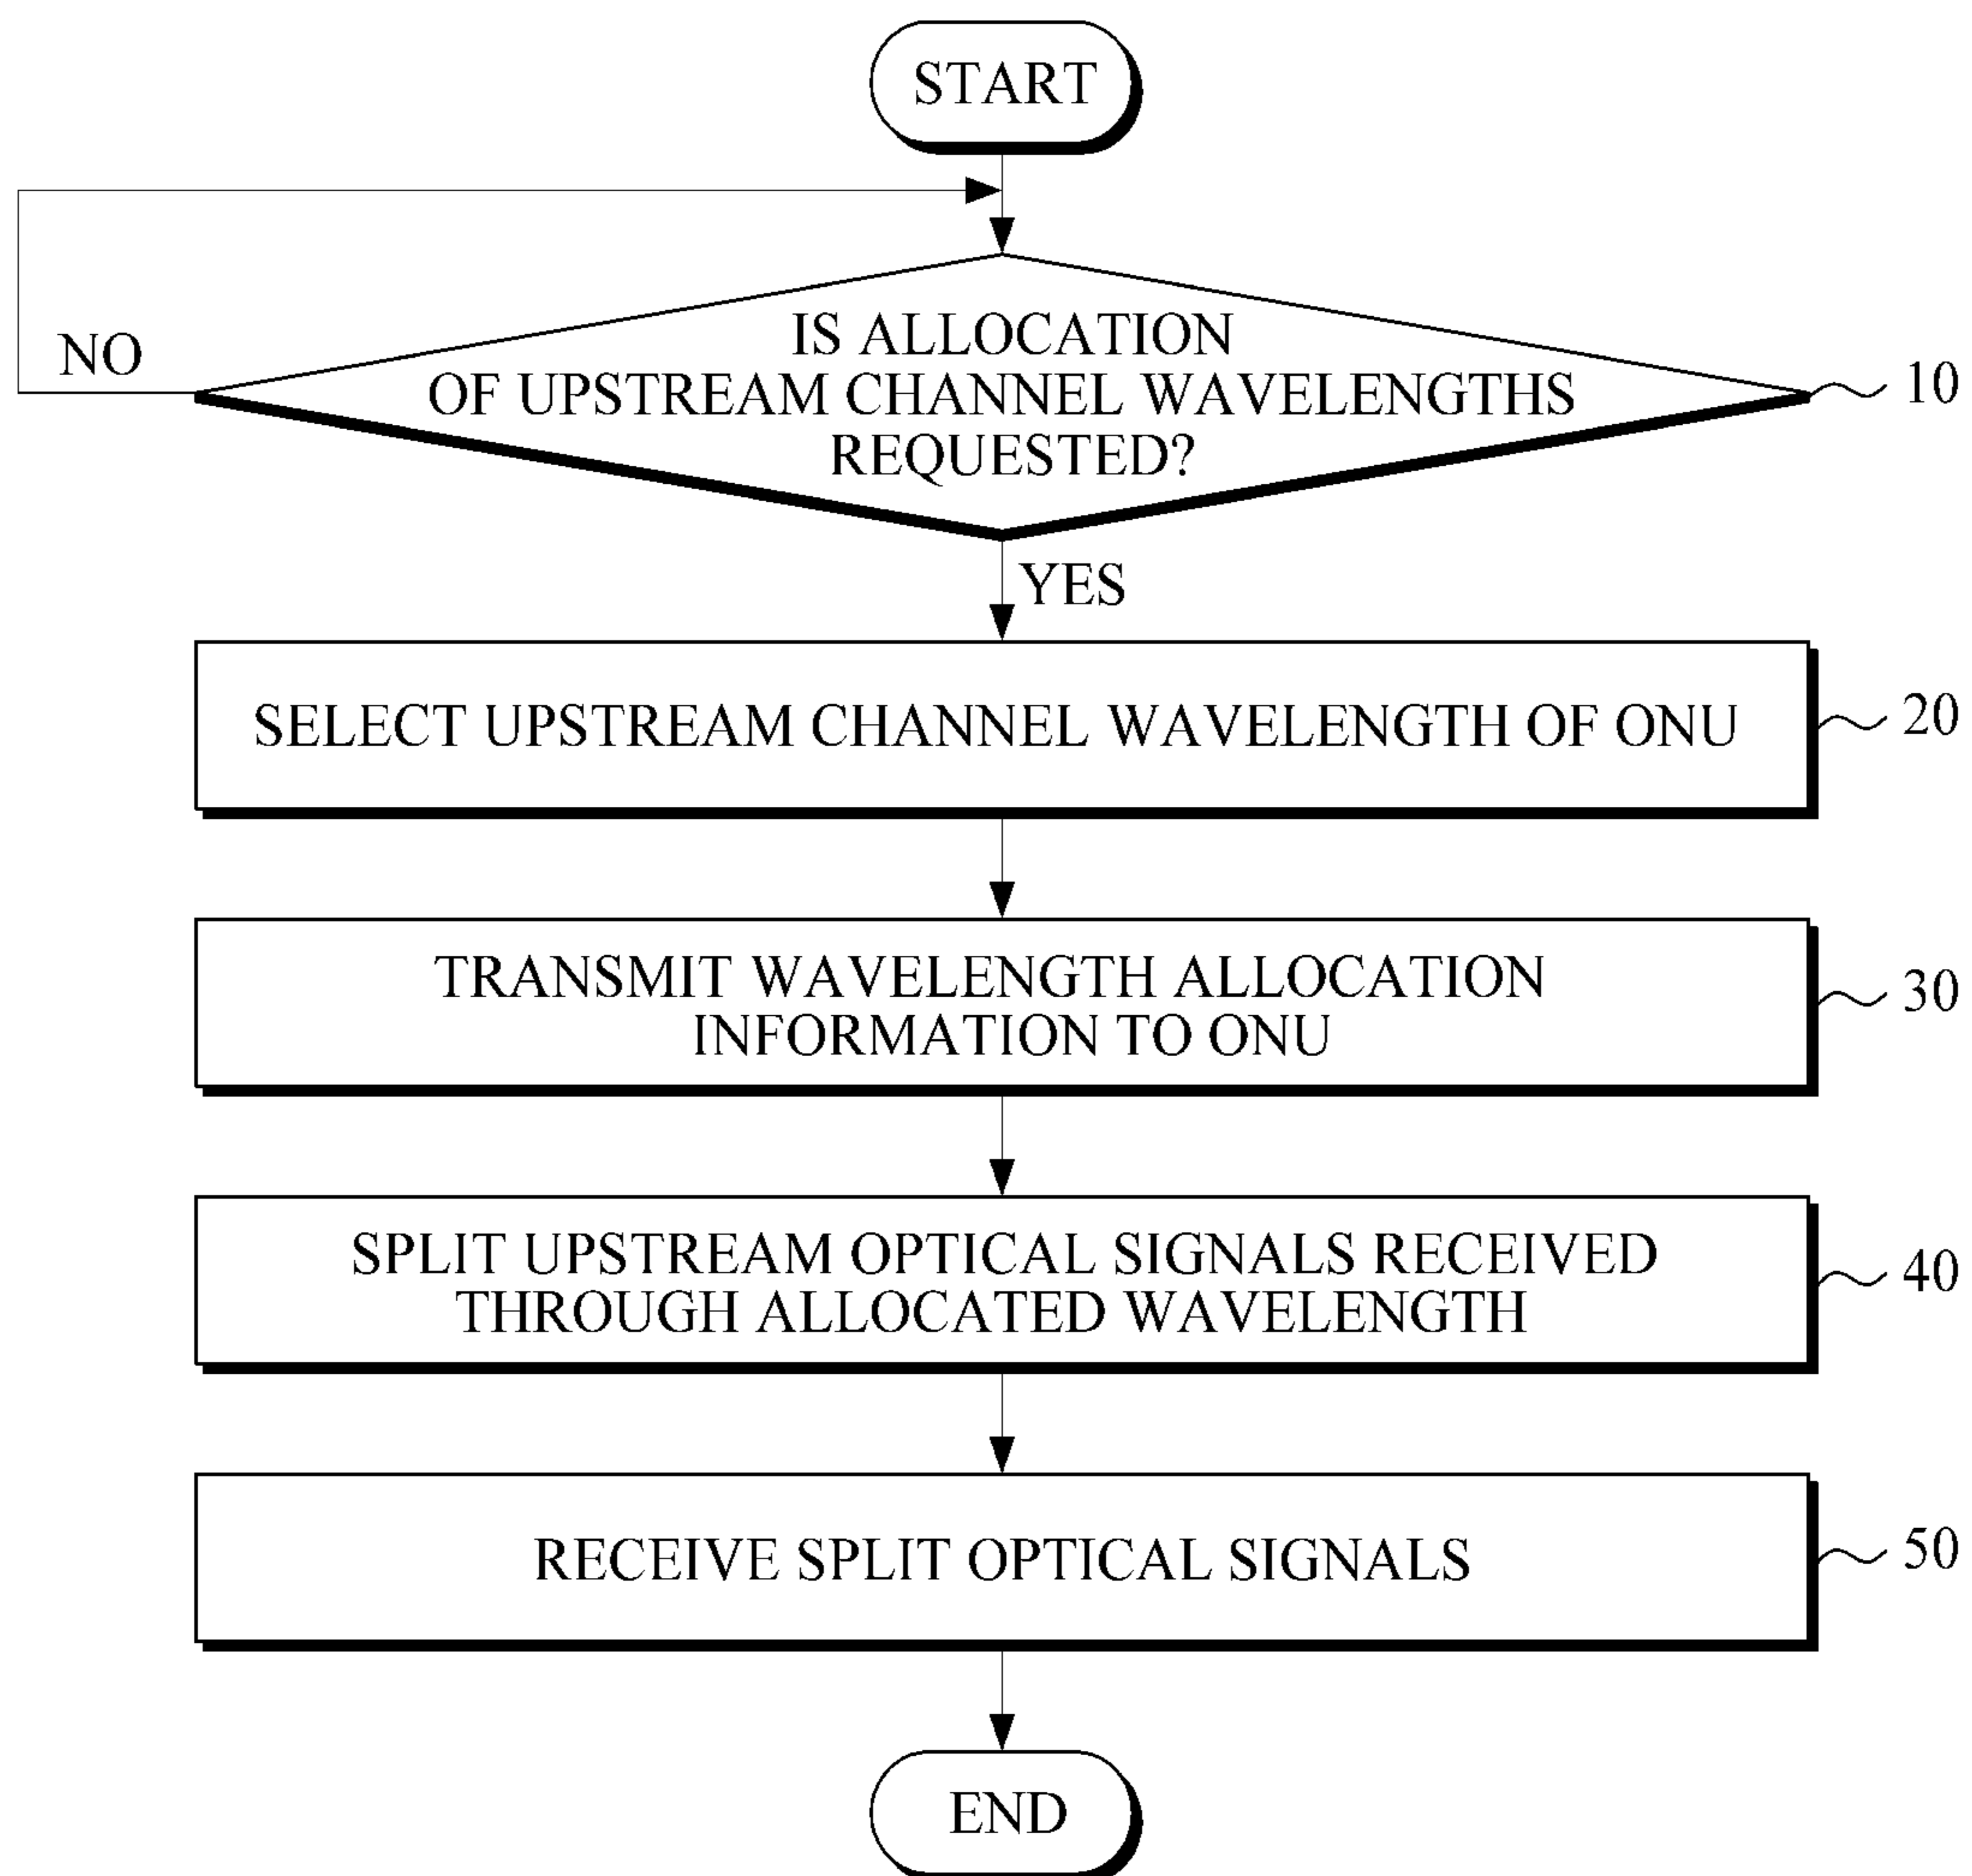 START
NO
IS ALLOCATION
OF UPSTREAM CHANNEL WAVELENGTHS
REQUESTED?
10
YES
SELECT UPSTREAM CHANNEL WAVELENGTH OF ONU
20
TRANSMIT WAVELENGTH ALLOCATION
INFORMATION TO ONU
30
SPLIT UPSTREAM OPTICAL SIGNALS RECEIVED
THROUGH ALLOCATED WAVELENGTH
40
RECEIVE SPLIT OPTICAL SIGNALS
50
END